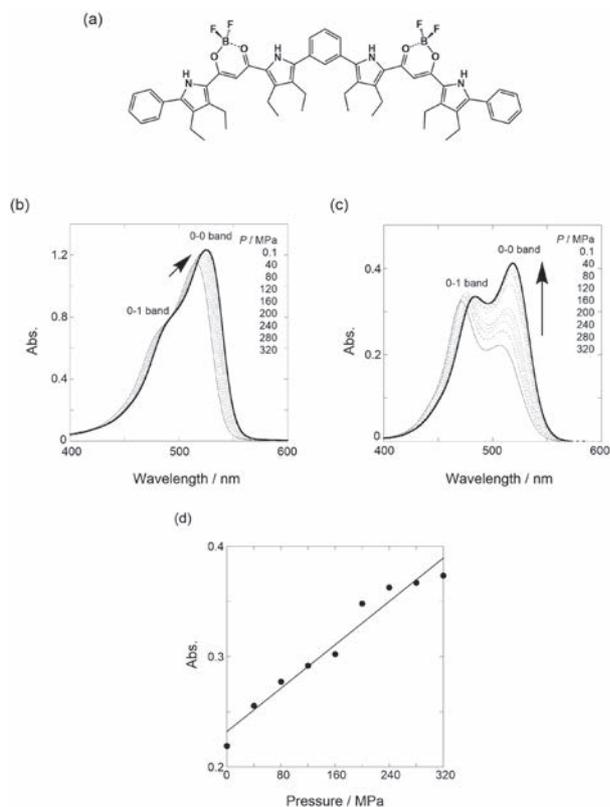 (a)
F F
B
O O
N
H
H
N
H
N
O O
B
F F
N
H
(b)
0-0 band
0-1 band
P / MPa
0.1
40
80
120
160
200
240
280
320
1.2
0.8
0.4
0
Abs.
400 500 600
Wavelength / nm
(c)
0-0 band
0-1 band
P / MPa
0.1
40
80
120
160
200
240
280
320
0.4
0.2
0
Abs.
400 500 600
Wavelength / nm
(d)
0.4
0.3
0.2
Abs.
0 80 160 240 320
Pressure / MPa